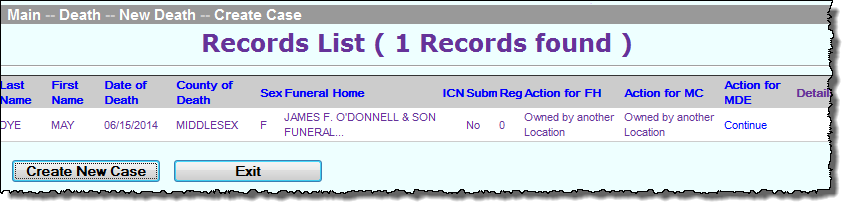 Main -- Death -- New Death -- Create Case
Records List ( 1 Records found )
Last Name First Name Date of Death County of Death Sex Funeral Home ICN Subm Reg Action for FH Action for MC Action for MDE Detail
DYE MAY 06/15/2014 MIDDLESEX F JAMES F. O'DONNELL & SON FUNERAL... No 0 Owned by another Location Owned by another Location Continue
Create New Case Exit